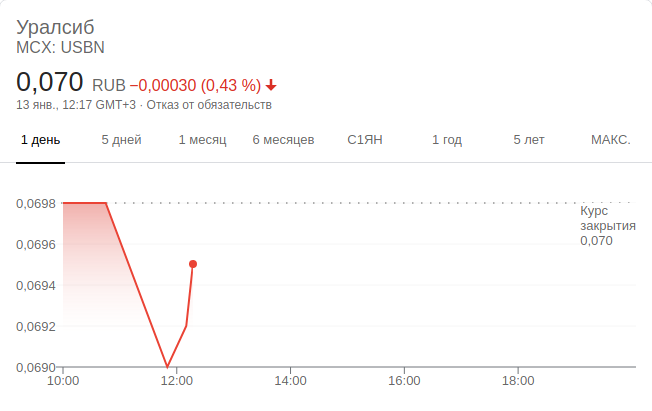 Уралсиб
MCX: USBN
0,070 RUB −0,00030 (0,43 %)
13 янв., 12:17 GMT+3 · Отказ от обязательств
1 день 5 дней 1 месяц 6 месяцев С1ЯН 1 год 5 лет МАКС.
0,0698
Курс
закрытия
0,070
0,0696
0,0694
0,0692
0,0690
10:00 12:00 14:00 16:00 18:00